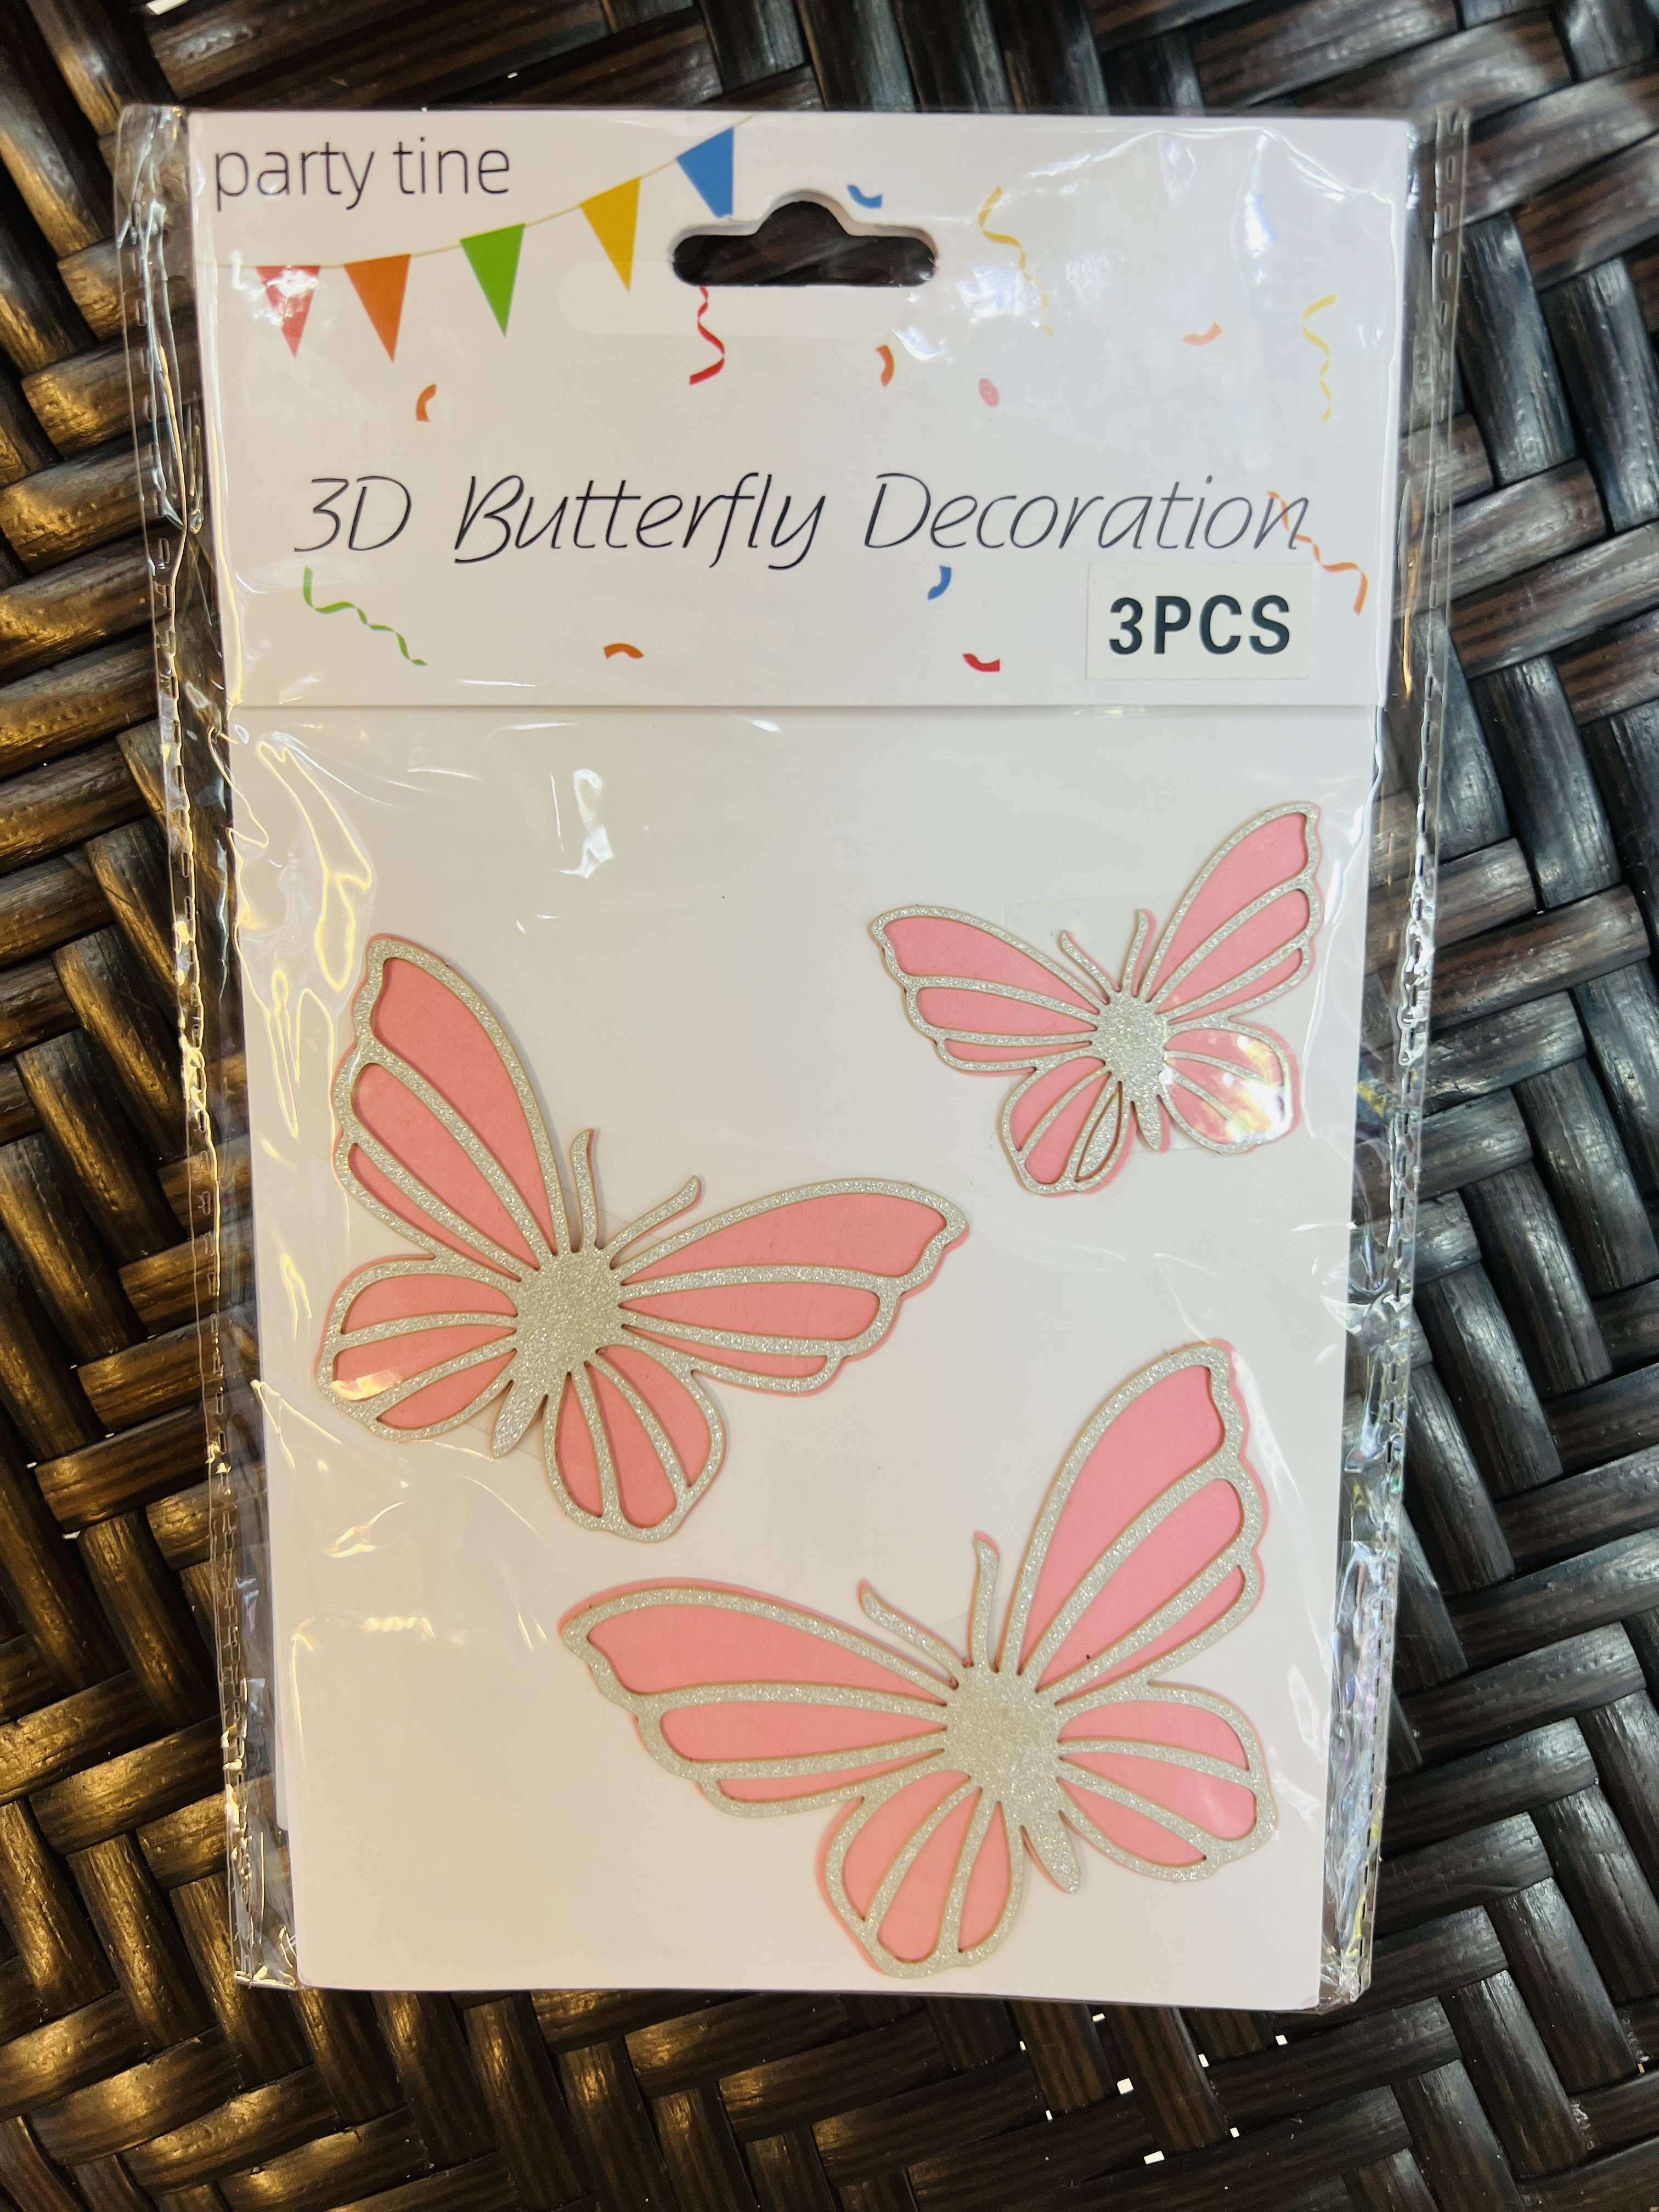 party tine
3D Butterfly Decoration
3PCS